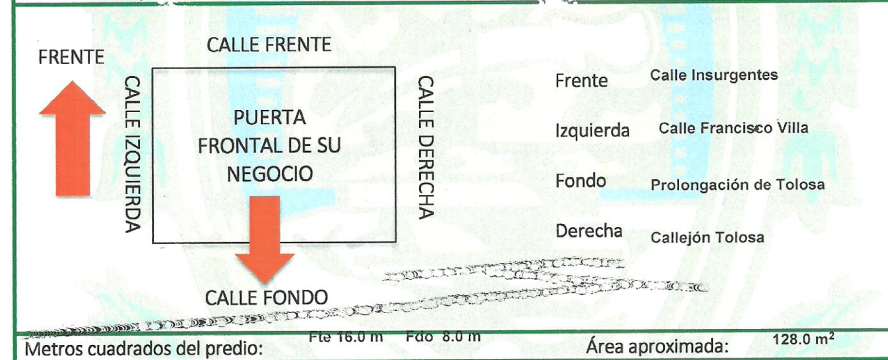 CALLE FRENTE
FRENTE
CALLE IZQUIERDA
PUERTA
FRONTAL DE SU
NEGOCIO
CALLE DERECHA
CALLE FONDO
Frente Calle Insurgentes
Izquierda Calle Francisco Villa
Fondo Prolongación de Tolosa
Derecha Callejón Tolosa
Metros cuadrados del predio: Fte 16.0 m Fdo 8.0 m Área aproximada: 128.0 m²